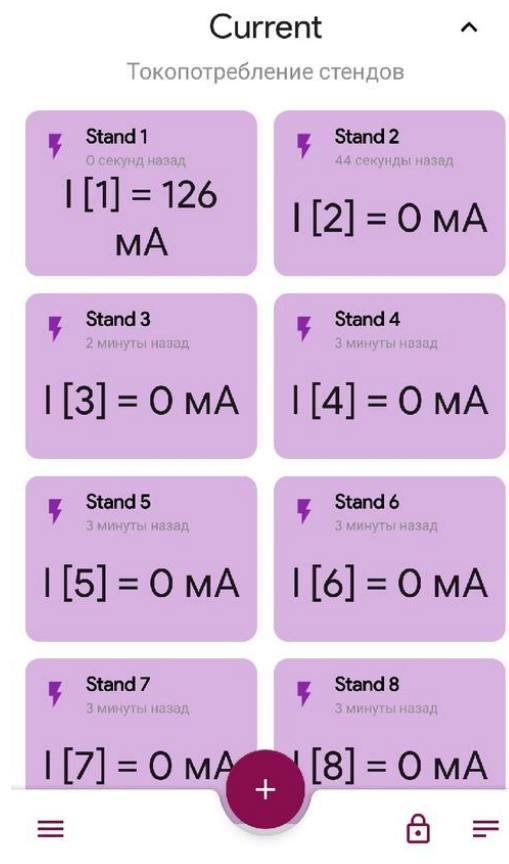 Current
Токопотребление стендов
Stand 1
0 секунд назад
I [1] = 126
мА
Stand 2
44 секунды назад
I [2] = 0 мА
Stand 3
2 минуты назад
I [3] = 0 мА
Stand 4
3 минуты назад
I [4] = 0 мА
Stand 5
3 минуты назад
I [5] = 0 мА
Stand 6
3 минуты назад
I [6] = 0 мА
Stand 7
3 минуты назад
I [7] = 0 мА
Stand 8
3 минуты назад
I [8] = 0 мА
+